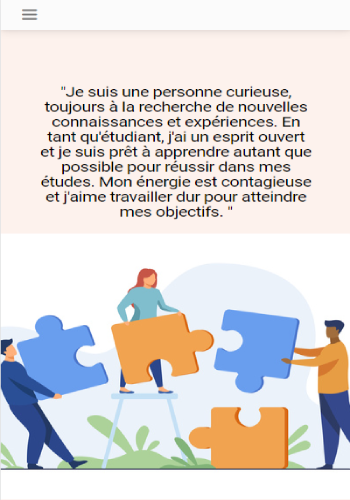 "Je suis une personne curieuse,
toujours à la recherche de nouvelles
connaissances et expériences. En
tant qu'étudiant, j'ai un esprit ouvert
et je suis prêt à apprendre autant que
possible pour réussir dans mes
études. Mon énergie est contagieuse
et j'aime travailler dur pour atteindre
mes objectifs. "